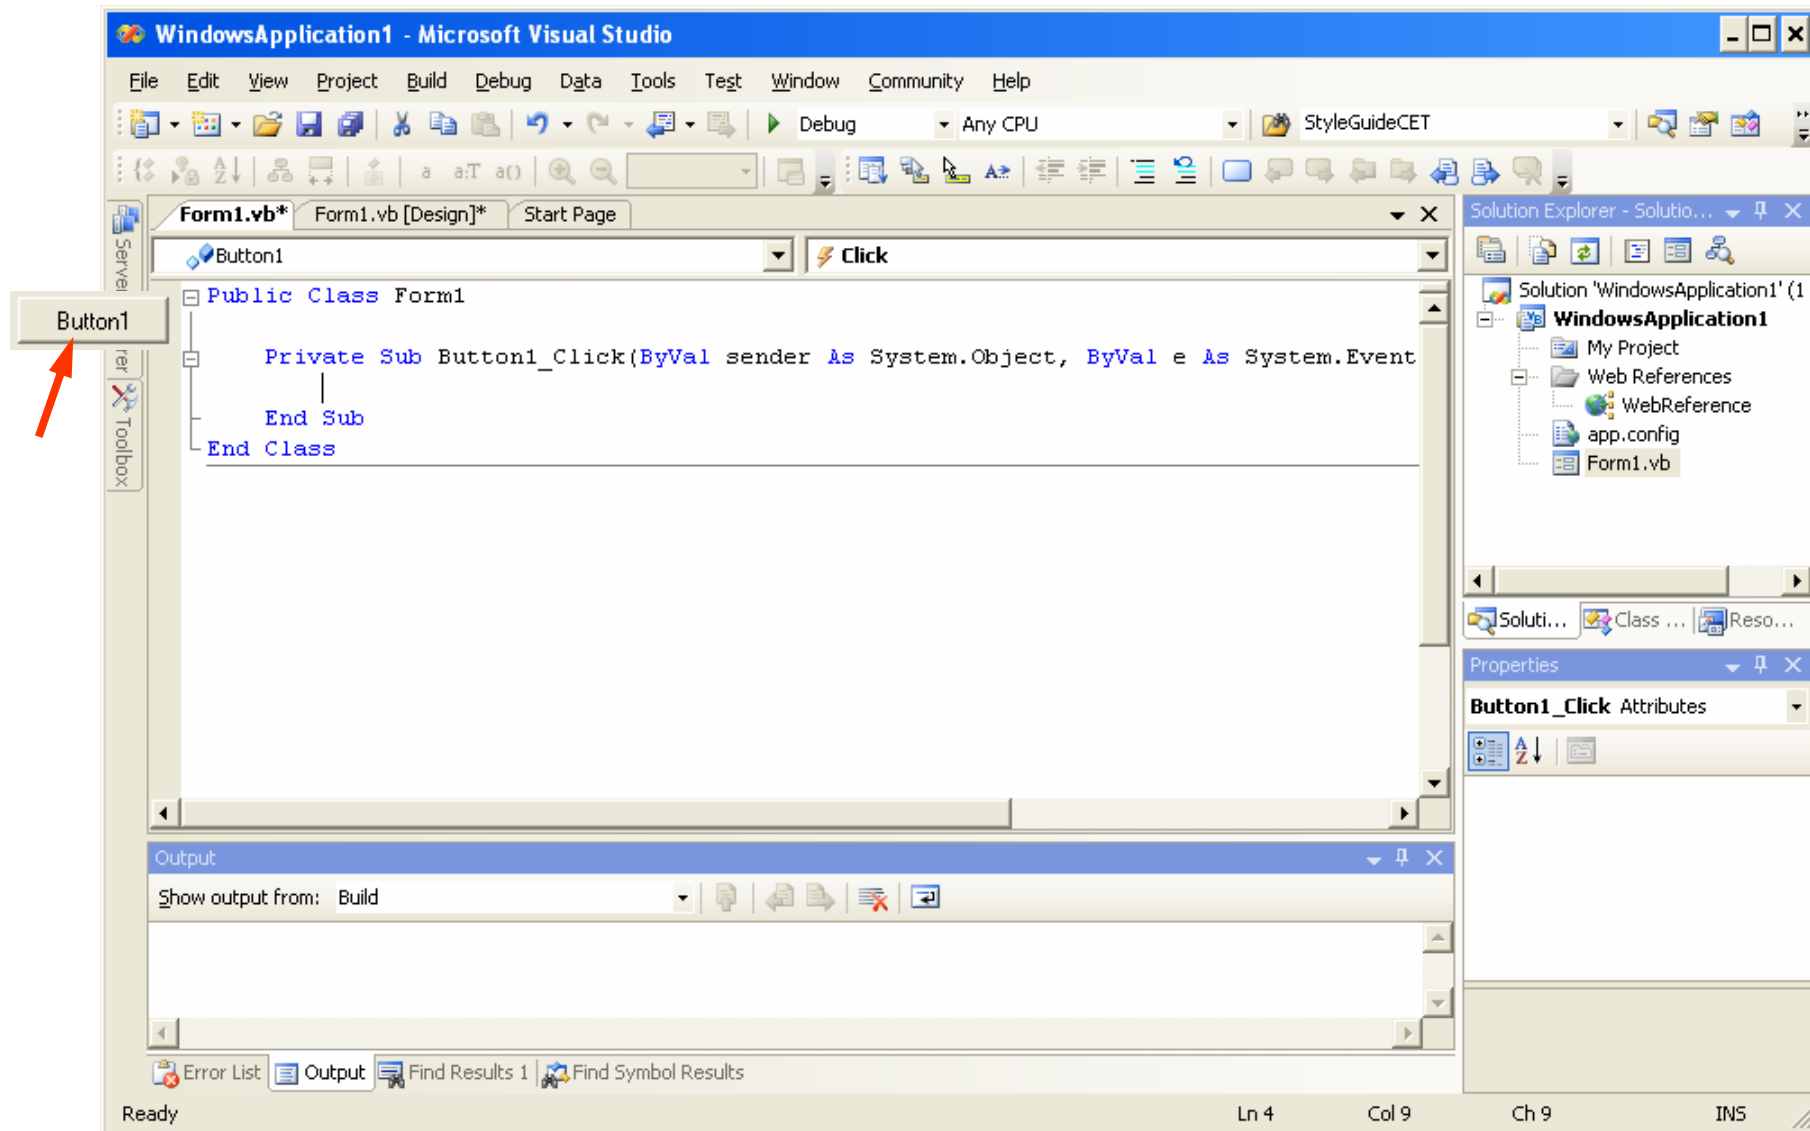 WindowsApplication1 - Microsoft Visual Studio
File Edit View Project Build Debug Data Tools Test Window Community Help
Debug Any CPU StyleGuideCET
a a:T a()
Form1.vb* Form1.vb [Design]* Start Page
Button1 Click
Public Class Form1
Private Sub Button1_Click(ByVal sender As System.Object, ByVal e As System.Event
End Sub
End Class
Button1
Toolbox
Solution Explorer - Solutio...
Solution 'WindowsApplication1' (1
WindowsApplication1
My Project
Web References
WebReference
app.config
Form1.vb
Soluti... Class ... Reso...
Properties
Button1_Click Attributes
Output
Show output from: Build
Error List Output Find Results 1 Find Symbol Results
Ready Ln 4 Col 9 Ch 9 INS